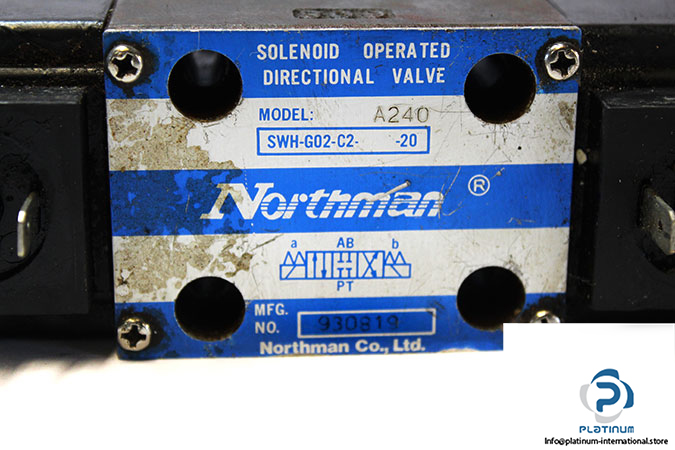 SOLENOID OPERATED
DIRECTIONAL VALVE
MODEL: A240
SWH-G02-C2- -20
Northman ®
a AB b
PT
MFG.
NO. 930819
Northman Co., Ltd.
PLATINUM
Info@platinum-international.store